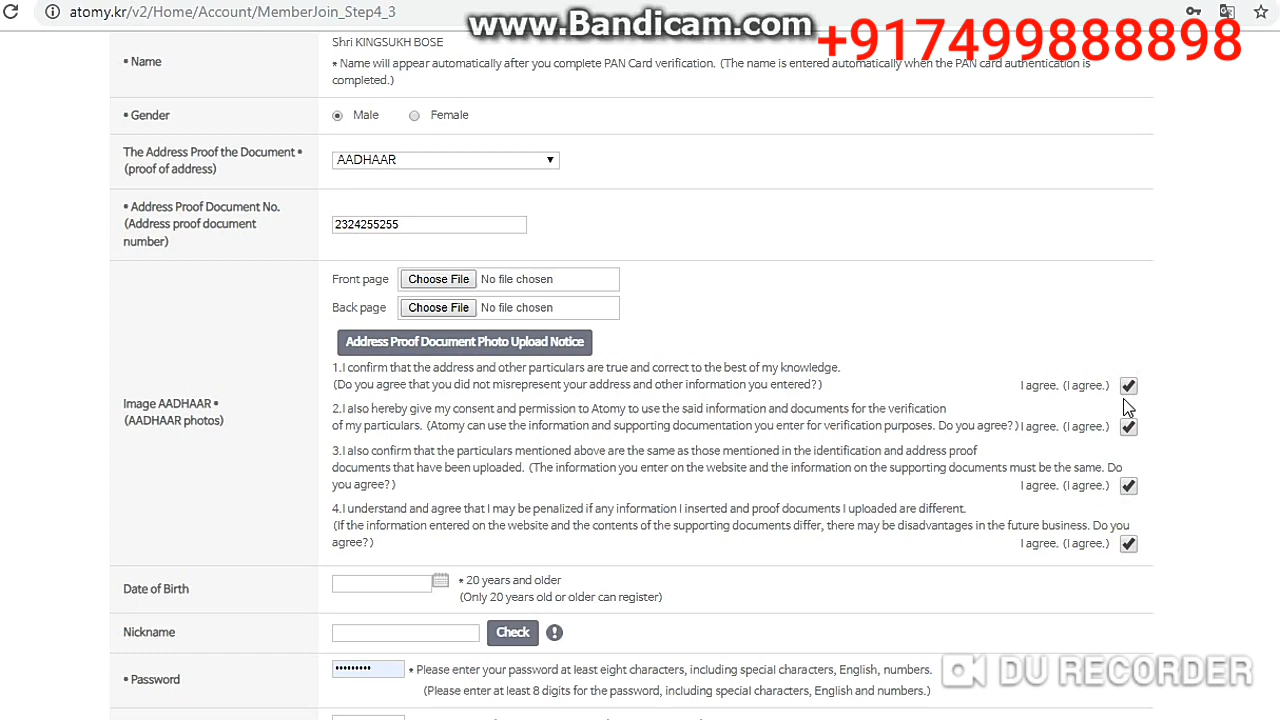 atomy.kr/v2/Home/Account/MemberJoin_Step4_3
www.Bandicam.com
+917499888898
Shri KINGSUKH BOSE
• Name
* Name will appear automatically after you complete PAN Card verification. (The name is entered automatically when the PAN card authentication is
completed.)
• Gender
Male
Female
The Address Proof the Document •
(proof of address)
AADHAAR
• Address Proof Document No.
(Address proof document
number)
2324255255
Front page
Choose File
No file chosen
Back page
Choose File
No file chosen
Address Proof Document Photo Upload Notice
Image AADHAAR •
(AADHAAR photos)
1.I confirm that the address and other particulars are true and correct to the best of my knowledge.
(Do you agree that you did not misrepresent your address and other information you entered?)
I agree. (I agree.)
2.I also hereby give my consent and permission to Atomy to use the said information and documents for the verification
of my particulars. (Atomy can use the information and supporting documentation you enter for verification purposes. Do you agree?) I agree. (I agree.)
3.I also confirm that the particulars mentioned above are the same as those mentioned in the identification and address proof
documents that have been uploaded. (The information you enter on the website and the information on the supporting documents must be the same. Do
you agree?)
I agree. (I agree.)
4.I understand and agree that I may be penalized if any information I inserted and proof documents I uploaded are different.
(If the information entered on the website and the contents of the supporting documents differ, there may be disadvantages in the future business. Do you
agree?)
I agree. (I agree.)
Date of Birth
* 20 years and older
(Only 20 years old or older can register)
Nickname
Check
• Password
•••••••••
* Please enter your password at least eight characters, including special characters, English, numbers.
(Please enter at least 8 digits for the password, including special characters, English and numbers.)
DU RECORDER